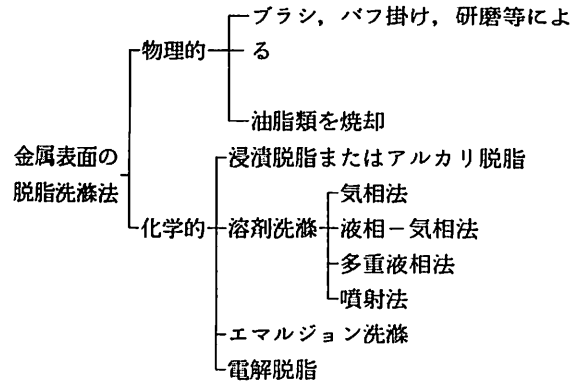 ブラシ，バフ掛け，研磨等によ
物理的
る
油脂類を焼却
金属表面の
脱脂洗滌法
浸漬脱脂またはアルカリ脱脂
気相法
化学的
溶剤洗滌
液相－気相法
多重液相法
噴射法
エマルジョン洗滌
電解脱脂